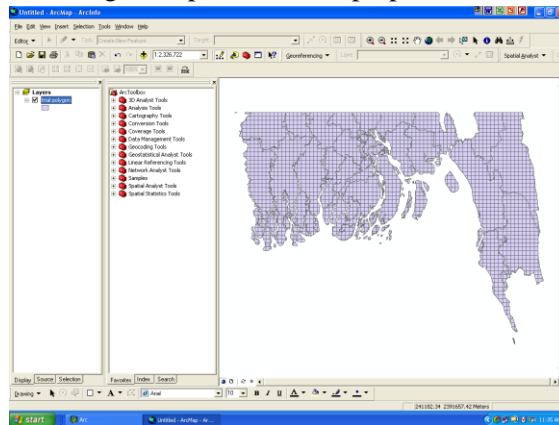 Untitled - ArcMap - ArcInfo
File Edit View Insert Selection Tools Window Help
Editor Task: Create New Feature Target:
1:2,326,722 Georeferencing Layer: Spatial Analyst
Layers
trial polygon
ArcToolbox
3D Analyst Tools
Analysis Tools
Cartography Tools
Conversion Tools
Coverage Tools
Data Management Tools
Geocoding Tools
Geostatistical Analyst Tools
Linear Referencing Tools
Network Analyst Tools
Samples
Spatial Analyst Tools
Spatial Statistics Tools
Display Source Selection
Favorites Index Search
Drawing A Arial 10 B I U A
241182.34 2391657.42 Meters
start Arc Untitled - ArcMap - Ar... 11:35 AM